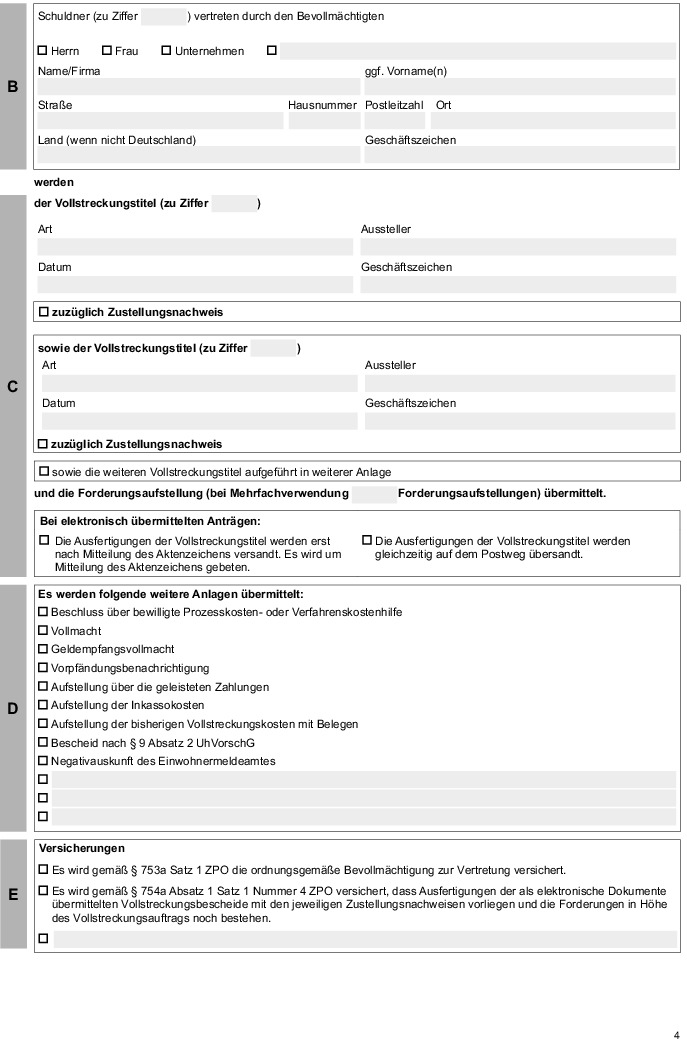 Schuldner (zu Ziffer ) vertreten durch den Bevollmächtigten
Herrn Frau Unternehmen
Name/Firma ggf. Vorname(n)
B
Straße Hausnummer Postleitzahl Ort
Land (wenn nicht Deutschland) Geschäftszeichen
werden
der Vollstreckungstitel (zu Ziffer )
Art Aussteller
Datum Geschäftszeichen
zuzüglich Zustellungsnachweis
sowie der Vollstreckungstitel (zu Ziffer )
Art Aussteller
C
Datum Geschäftszeichen
zuzüglich Zustellungsnachweis
sowie die weiteren Vollstreckungstitel aufgeführt in weiterer Anlage
und die Forderungsaufstellung (bei Mehrfachverwendung Forderungsaufstellungen) übermittelt.
Bei elektronisch übermittelten Anträgen:
Die Ausfertigungen der Vollstreckungstitel werden erst
nach Mitteilung des Aktenzeichens versandt. Es wird um
Mitteilung des Aktenzeichens gebeten.
Die Ausfertigungen der Vollstreckungstitel werden
gleichzeitig auf dem Postweg übersandt.
Es werden folgende weitere Anlagen übermittelt:
Beschluss über bewilligte Prozesskosten- oder Verfahrenskostenhilfe
Vollmacht
Geldempfangsvollmacht
Vorpfändungsbenachrichtigung
Aufstellung über die geleisteten Zahlungen
D
Aufstellung der Inkassokosten
Aufstellung der bisherigen Vollstreckungskosten mit Belegen
Bescheid nach § 9 Absatz 2 UhVorschG
Negativauskunft des Einwohnermeldeamtes
Versicherungen
Es wird gemäß § 753a Satz 1 ZPO die ordnungsgemäße Bevollmächtigung zur Vertretung versichert.
E
Es wird gemäß § 754a Absatz 1 Satz 1 Nummer 4 ZPO versichert, dass Ausfertigungen der als elektronische Dokumente
übermittelten Vollstreckungsbescheide mit den jeweiligen Zustellungsnachweisen vorliegen und die Forderungen in Höhe
des Vollstreckungsauftrags noch bestehen.
4